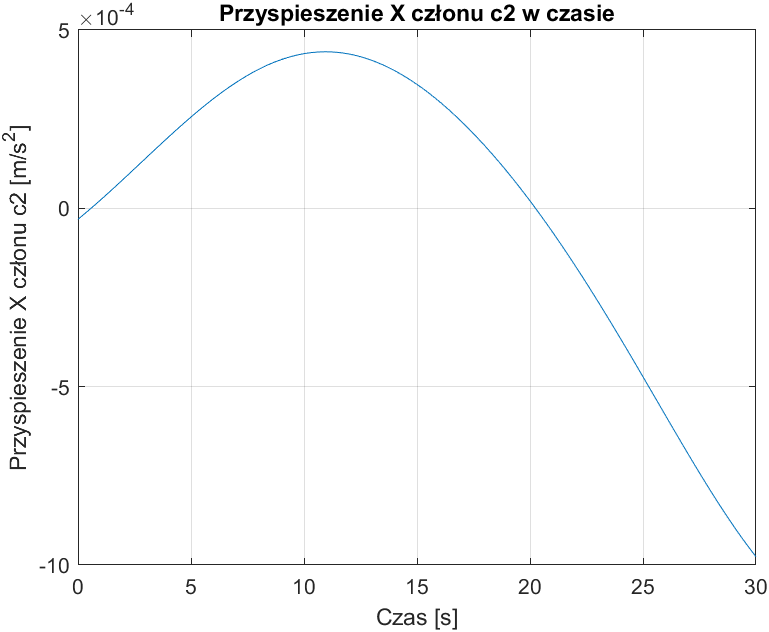 Przyspieszenie X członu c2 w czasie
×10⁻⁴
5
0
-5
-10
Przyspieszenie X członu c2 [m/s²]
0 5 10 15 20 25 30
Czas [s]